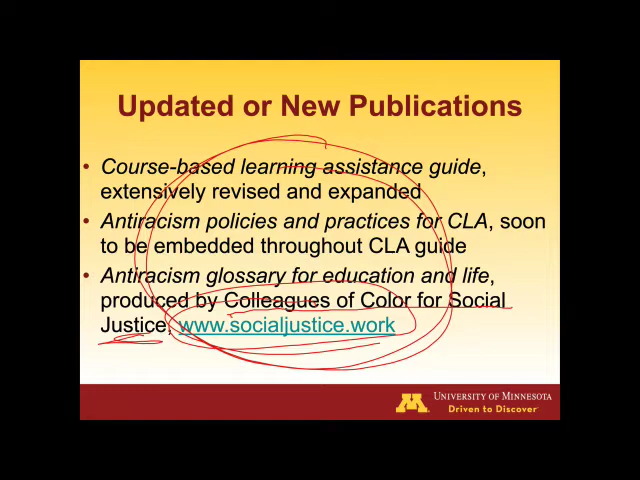 Updated or New Publications
• Course-based learning assistance guide,
extensively revised and expanded
• Antiracism policies and practices for CLA, soon
to be embedded throughout CLA guide
• Antiracism glossary for education and life,
produced by Colleagues of Color for Social
Justice, www.socialjustice.work
UNIVERSITY OF MINNESOTA
Driven to Discover